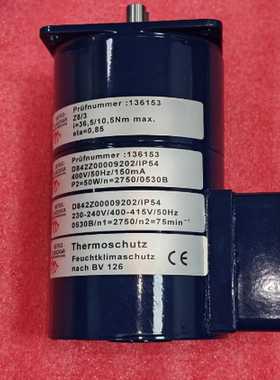 Prüfnummer :136153
Z8/3
i=36,5/10,5Nm max.
eta=0,85
Prüfnummer :136153
D842Z00009202/IP54
400V/50Hz/150mA
P2=50W/n=2750/0530B
D842Z00009202/IP54
230-240V/400-415V/50Hz
0530B/n1=2750/n2=75min⁻¹
Thermoschutz
Feuchtklimaschutz
nach BV 126
CE